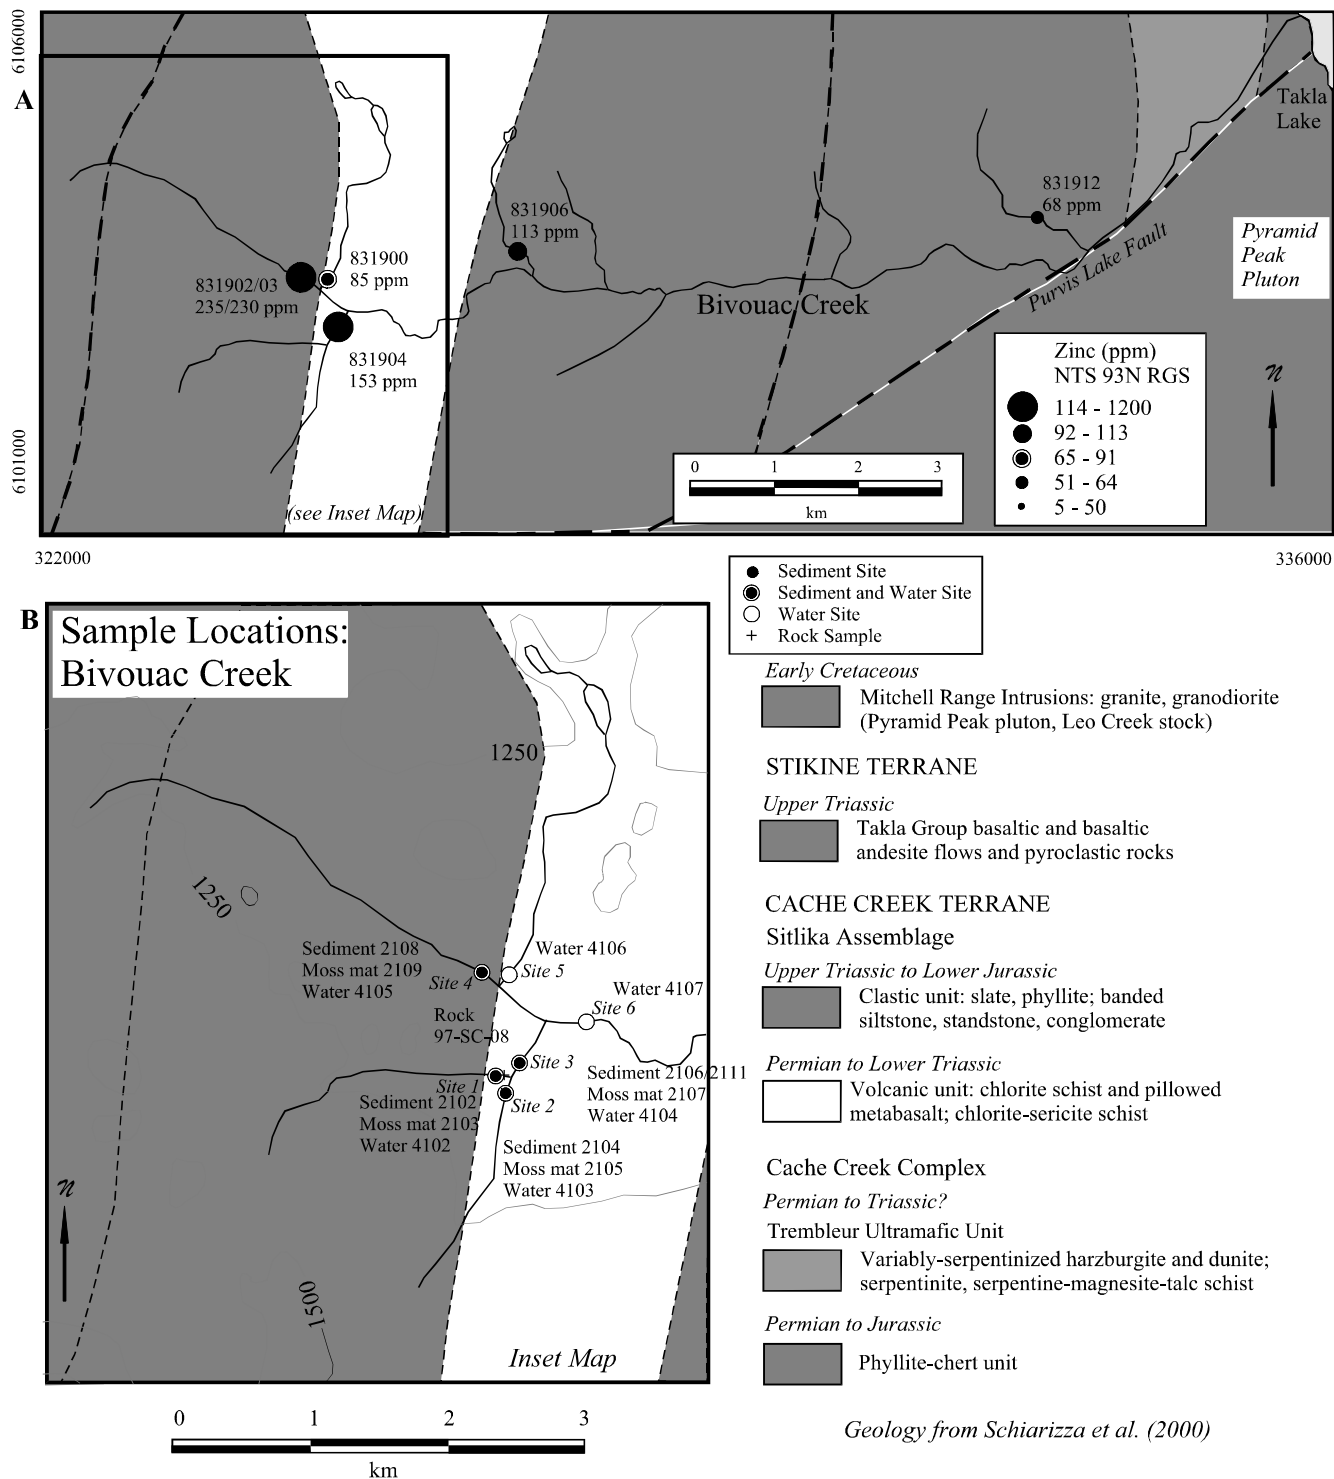 6106000
A
6101000
831902/03
235/230 ppm
831900
85 ppm
831904
153 ppm
(see Inset Map)
831906
113 ppm
Bivouac Creek
831912
68 ppm
Purvis Lake Fault
Takla
Lake
Pyramid
Peak
Pluton
Zinc (ppm)
NTS 93N RGS
114 - 1200
92 - 113
65 - 91
51 - 64
5 - 50
N
0 1 2 3
km
322000
336000
Sediment Site
Sediment and Water Site
Water Site
Rock Sample
B
Sample Locations:
Bivouac Creek
1250
1250
Sediment 2108
Moss mat 2109
Water 4105
Site 4
Water 4106
Site 5
Water 4107
Site 6
Rock
97-SC-08
Site 3
Site 1
Sediment 2102
Moss mat 2103
Water 4102
Site 2
Sediment 2106/2111
Moss mat 2107
Water 4104
Sediment 2104
Moss mat 2105
Water 4103
N
1500
Inset Map
0 1 2 3
km
Early Cretaceous
Mitchell Range Intrusions: granite, granodiorite
(Pyramid Peak pluton, Leo Creek stock)
STIKINE TERRANE
Upper Triassic
Takla Group basaltic and basaltic
andesite flows and pyroclastic rocks
CACHE CREEK TERRANE
Sitlika Assemblage
Upper Triassic to Lower Jurassic
Clastic unit: slate, phyllite; banded
siltstone, standstone, conglomerate
Permian to Lower Triassic
Volcanic unit: chlorite schist and pillowed
metabasalt; chlorite-sericite schist
Cache Creek Complex
Permian to Triassic?
Trembleur Ultramafic Unit
Variably-serpentinized harzburgite and dunite;
serpentinite, serpentine-magnesite-talc schist
Permian to Jurassic
Phyllite-chert unit
Geology from Schiarizza et al. (2000)